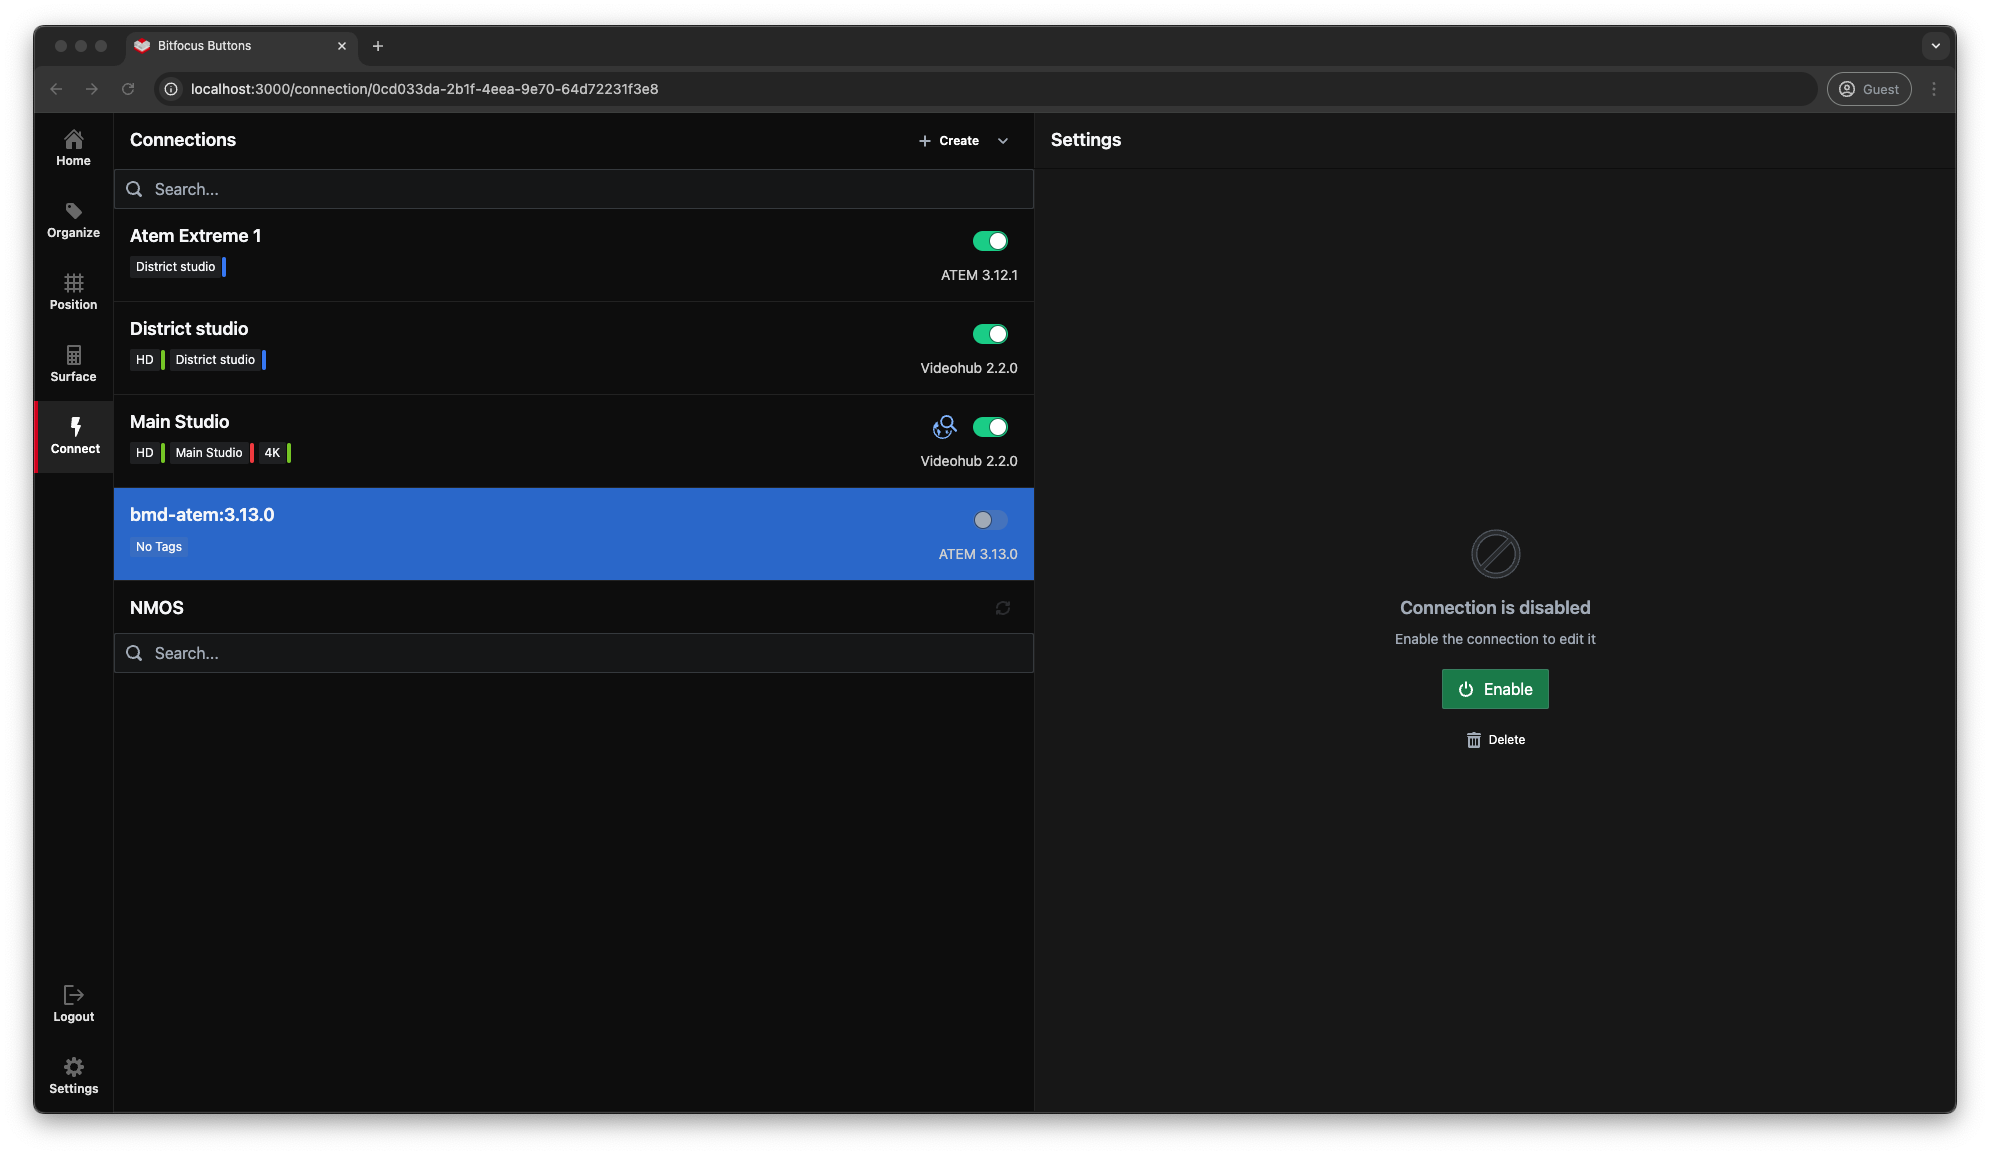 Bitfocus Buttons
localhost:3000/connection/0cd033da-2b1f-4eea-9e70-64d72231f3e8
Guest
Home
Organize
Position
Surface
Connect
Logout
Settings
Connections
Create
Search...
Atem Extreme 1
District studio
ATEM 3.12.1
District studio
HD District studio
Videohub 2.2.0
Main Studio
HD Main Studio 4K
Videohub 2.2.0
bmd-atem:3.13.0
No Tags
ATEM 3.13.0
NMOS
Search...
Settings
Connection is disabled
Enable the connection to edit it
Enable
Delete